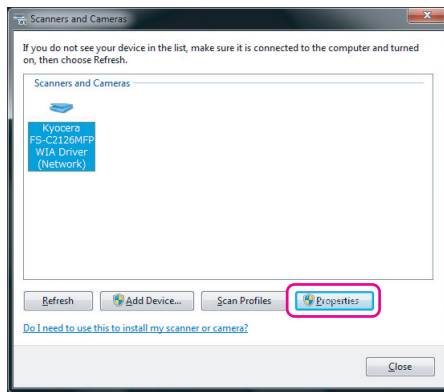 Scanners and Cameras
If you do not see your device in the list, make sure it is connected to the computer and turned
on, then choose Refresh.
Scanners and Cameras
Kyocera
FS-C2126MFP
WIA Driver
(Network)
Refresh
Add Device...
Scan Profiles
Properties
Do I need to use this to install my scanner or camera?
Close